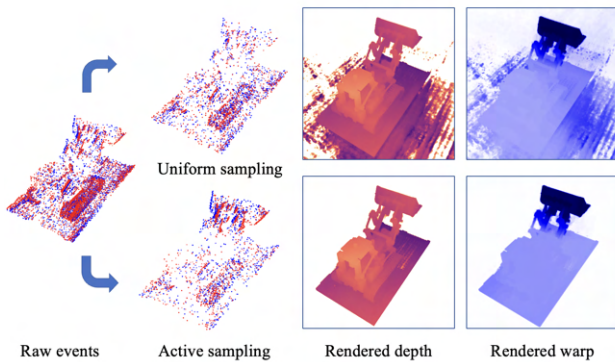 Uniform sampling
Raw events
Active sampling
Rendered depth
Rendered warp